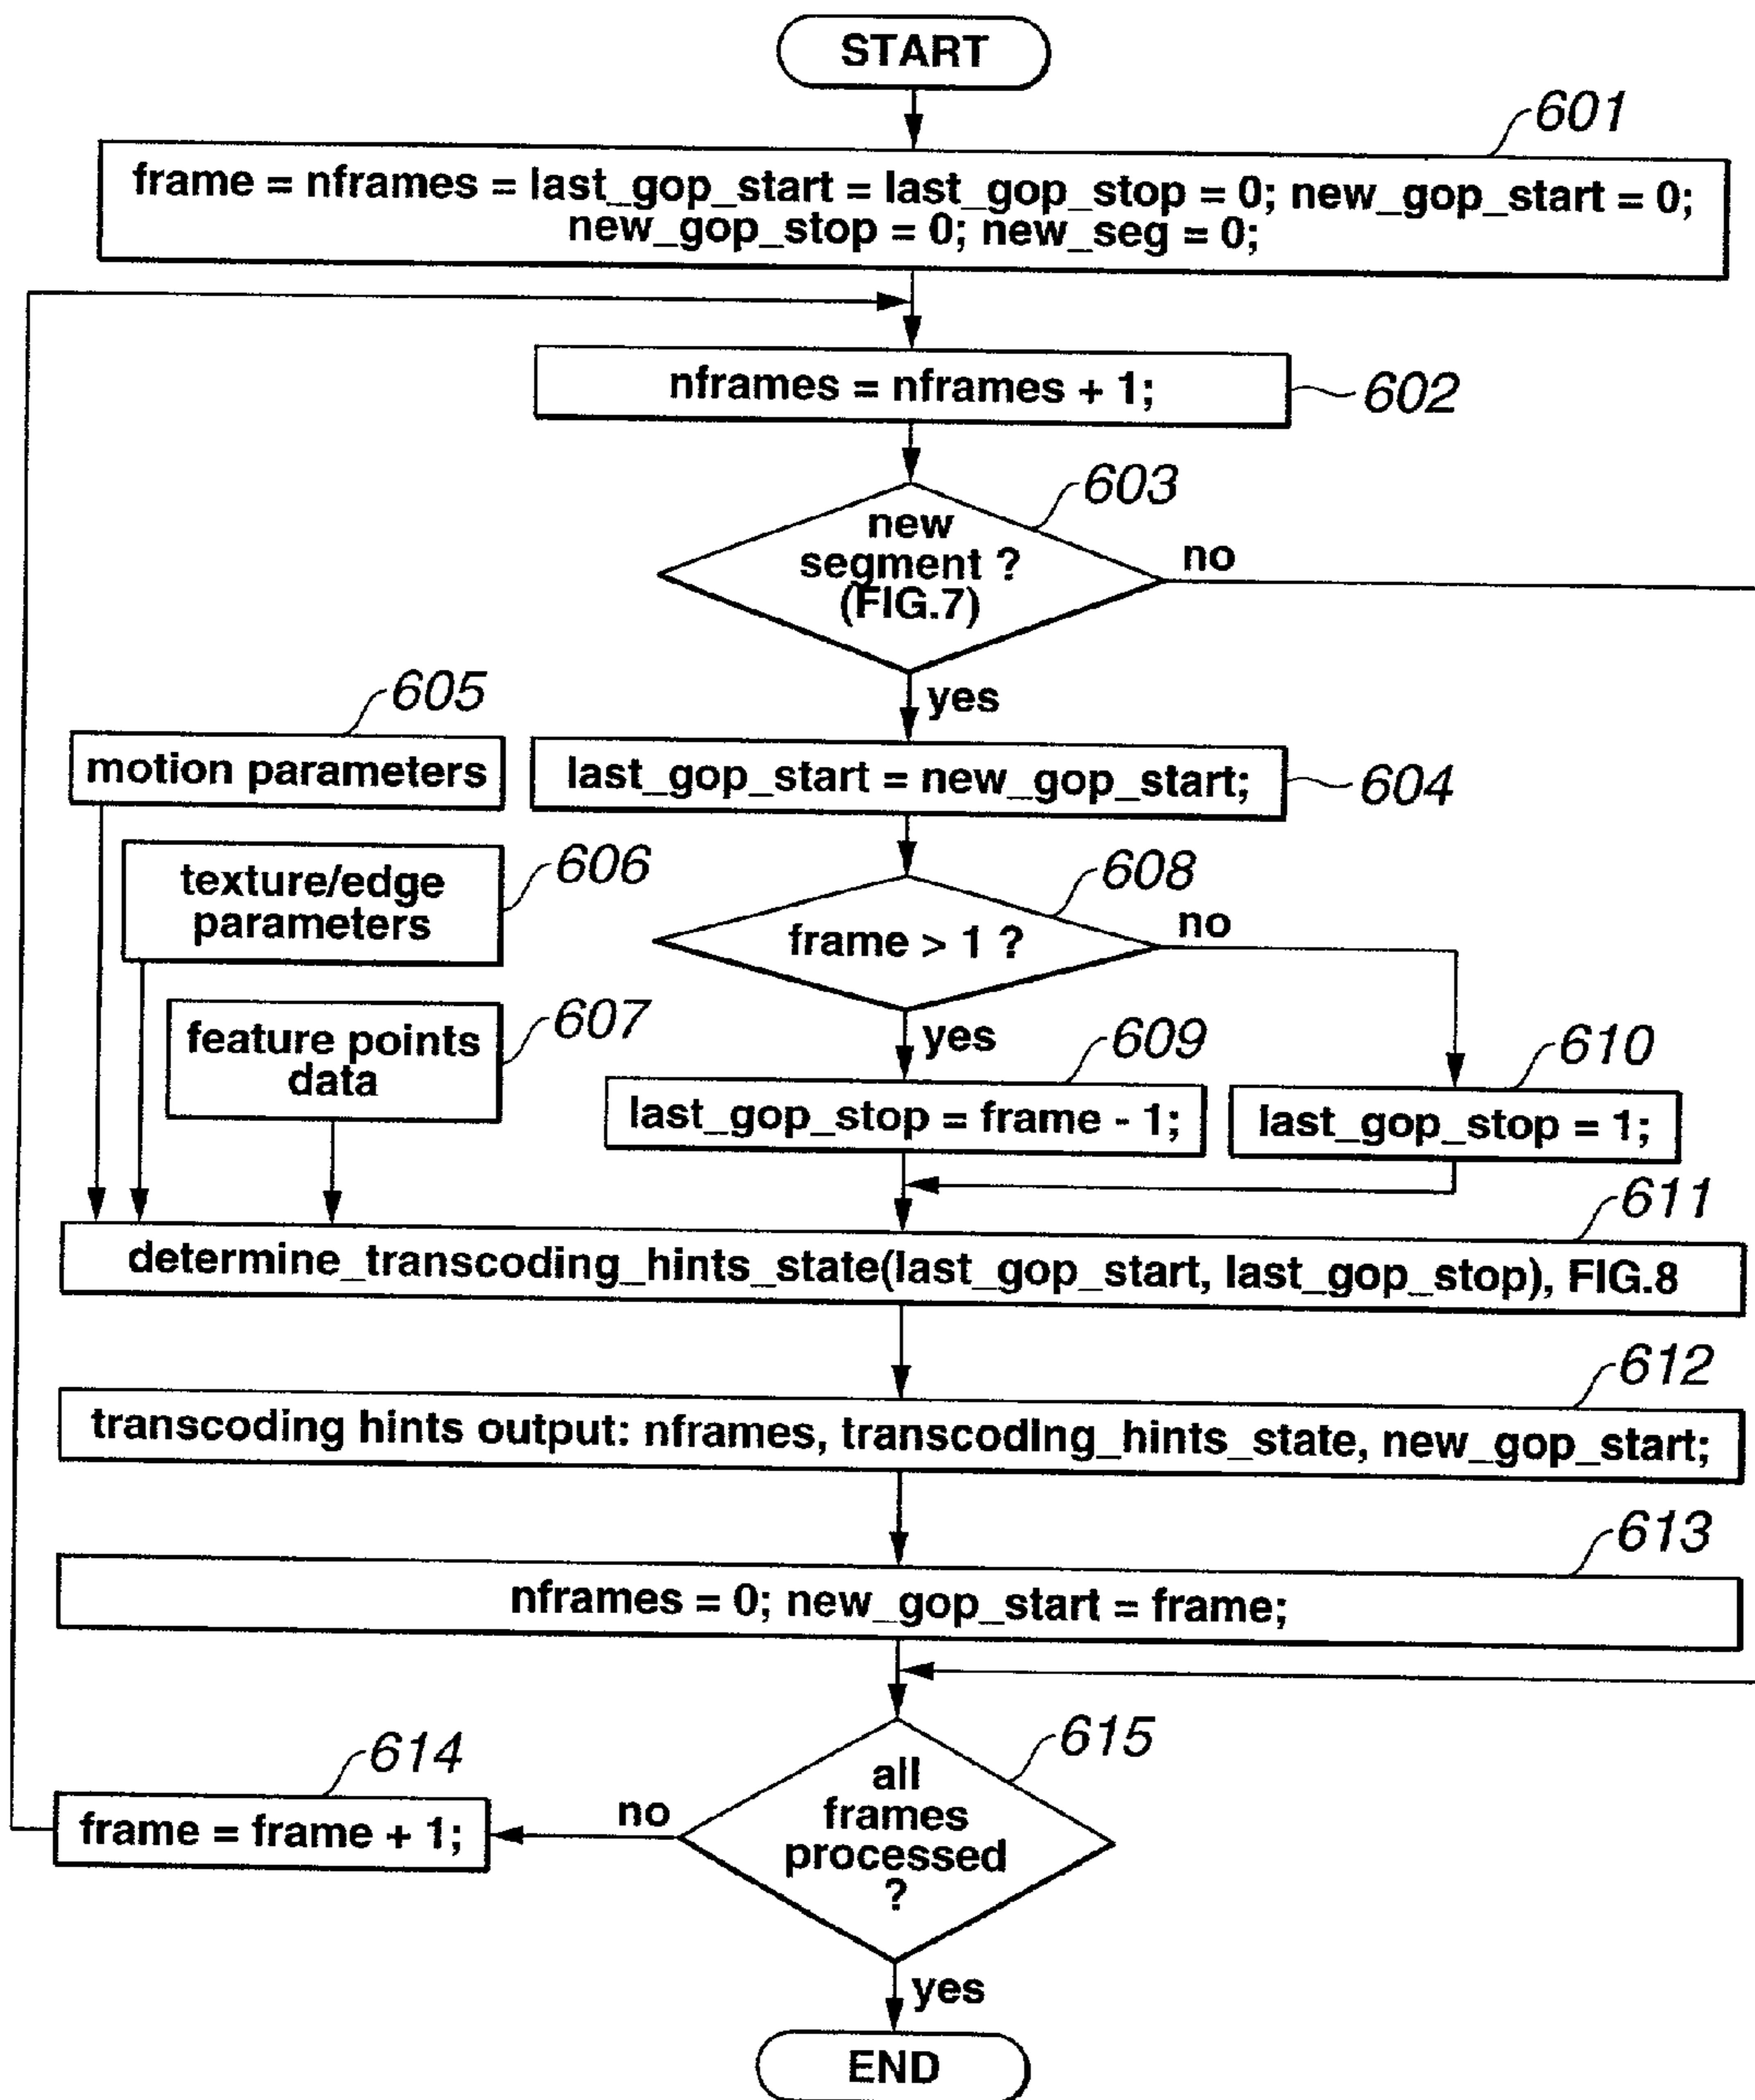 START
601
frame = nframes = last_gop_start = last_gop_stop = 0; new_gop_start = 0;
new_gop_stop = 0; new_seg = 0;
nframes = nframes + 1;
602
603
new
segment ?
(FIG.7)
no
yes
605
motion parameters
last_gop_start = new_gop_start;
604
606
texture/edge
parameters
608
frame > 1 ?
no
607
feature points
data
yes
609
last_gop_stop = frame - 1;
610
last_gop_stop = 1;
611
determine_transcoding_hints_state(last_gop_start, last_gop_stop), FIG.8
612
transcoding hints output: nframes, transcoding_hints_state, new_gop_start;
613
nframes = 0; new_gop_start = frame;
615
all
frames
processed
?
614
frame = frame + 1;
no
yes
END